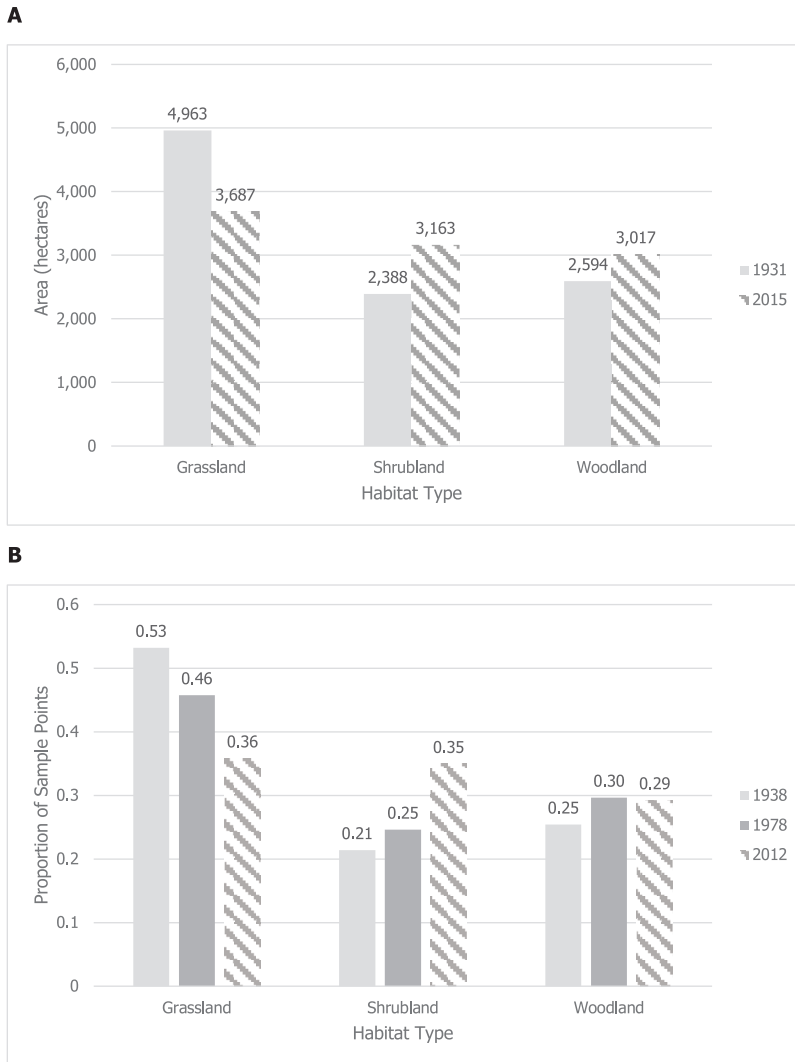 A
6,000
5,000
4,000
3,000
2,000
1,000
0
Area (hectares)
4,963
3,687
2,388
3,163
2,594
3,017
Grassland
Shrubland
Woodland
Habitat Type
1931
2015
B
0.6
0.5
0.4
0.3
0.2
0.1
0
Proportion of Sample Points
0.53
0.46
0.36
0.21
0.25
0.35
0.25
0.30
0.29
Grassland
Shrubland
Woodland
Habitat Type
1938
1978
2012